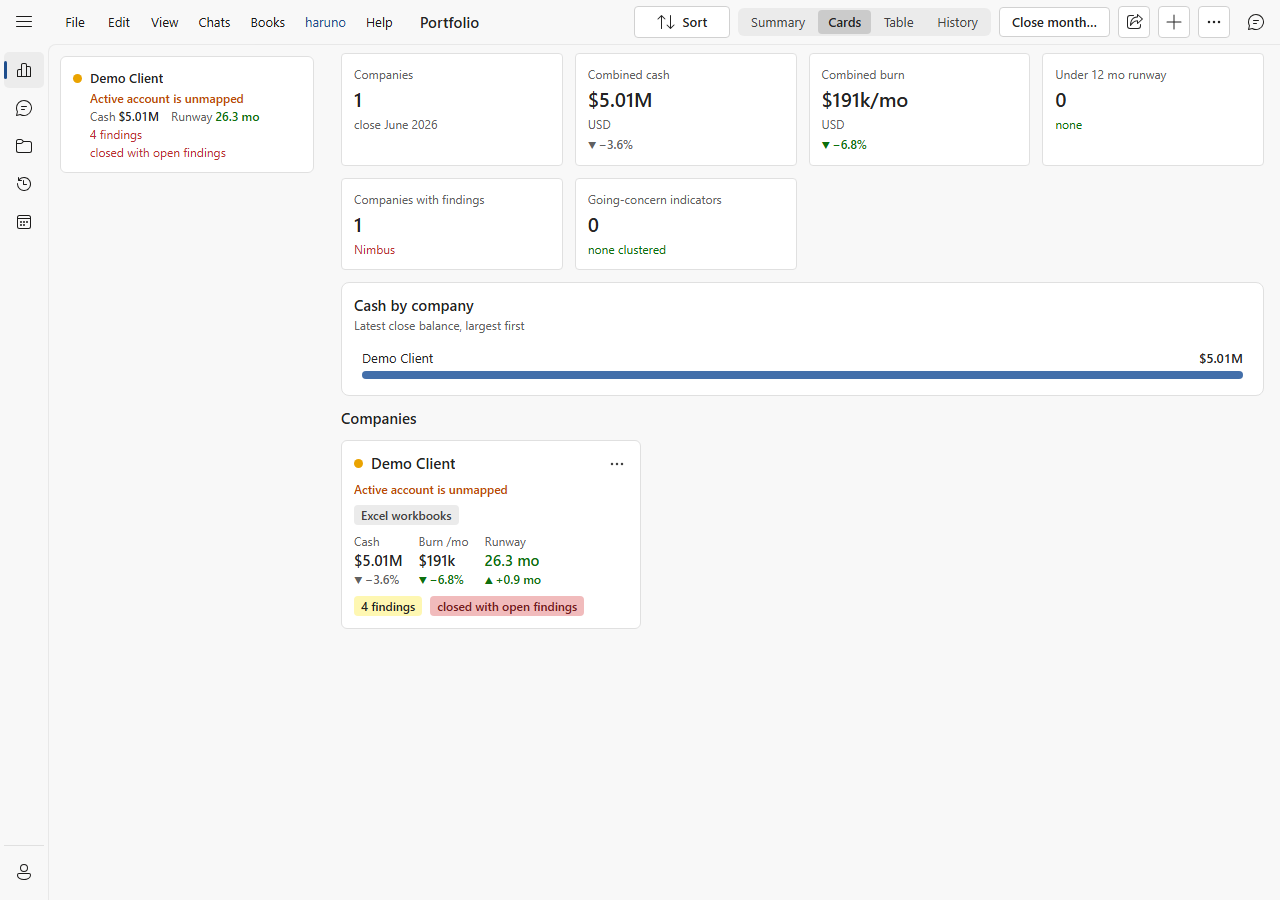 File Edit View Chats Books haruno Help Portfolio Sort Summary Cards Table History Close month...
Demo Client
Active account is unmapped
Cash $5.01M Runway 26.3 mo
4 findings
closed with open findings
Companies
1
close June 2026
Combined cash
$5.01M
USD
▼ −3.6%
Combined burn
$191k/mo
USD
▼ −6.8%
Under 12 mo runway
0
none
Companies with findings
1
Nimbus
Going-concern indicators
0
none clustered
Cash by company
Latest close balance, largest first
Demo Client $5.01M
Companies
Demo Client
Active account is unmapped
Excel workbooks
Cash Burn /mo Runway
$5.01M $191k 26.3 mo
▼ −3.6% ▼ −6.8% ▲ +0.9 mo
4 findings closed with open findings